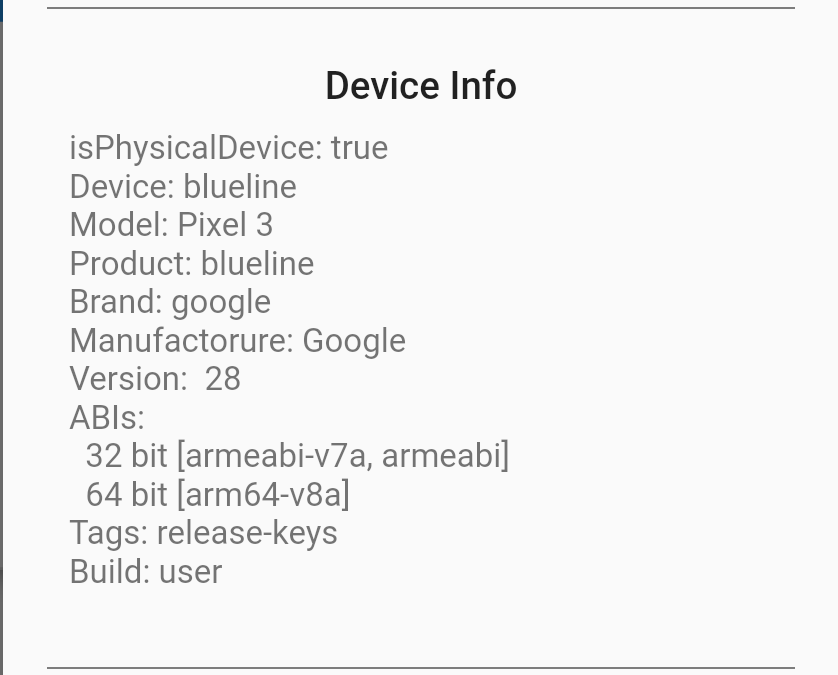 Device Info
isPhysicalDevice: true
Device: blueline
Model: Pixel 3
Product: blueline
Brand: google
Manufactorure: Google
Version:  28
ABIs:
  32 bit [armeabi-v7a, armeabi]
  64 bit [arm64-v8a]
Tags: release-keys
Build: user